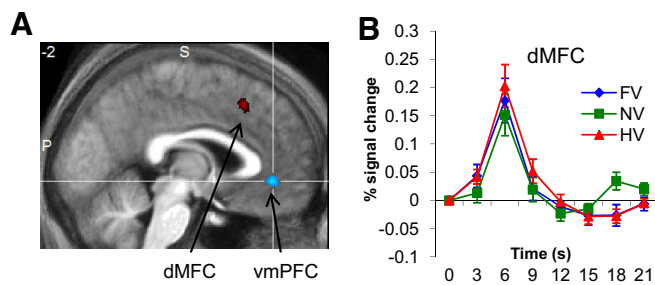 A
-2
S
P
dMFC
vmPFC
B
dMFC
% signal change
0.3
0.25
0.2
0.15
0.1
0.05
0
-0.05
-0.1
FV
NV
HV
Time (s)
0 3 6 9 12 15 18 21